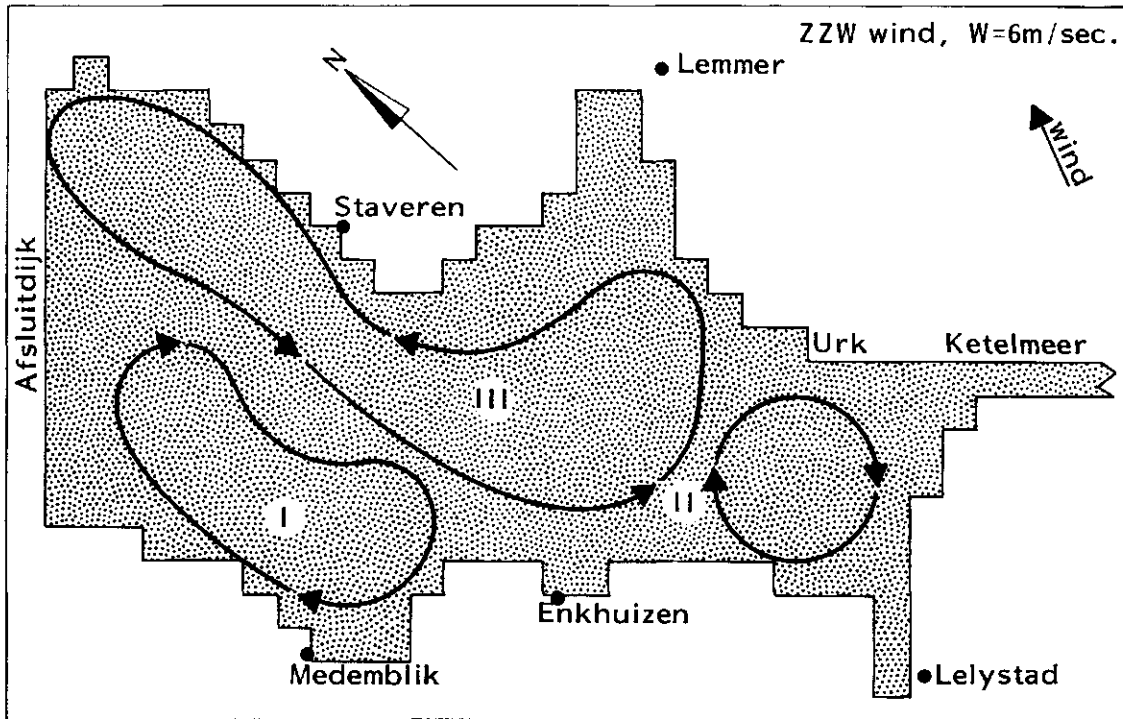 ZZW wind, W=6m/sec.
N
Lemmer
wind
Staveren
Afsluitdijk
Urk
Ketelmeer
III
II
I
Enkhuizen
Medemblik
Lelystad